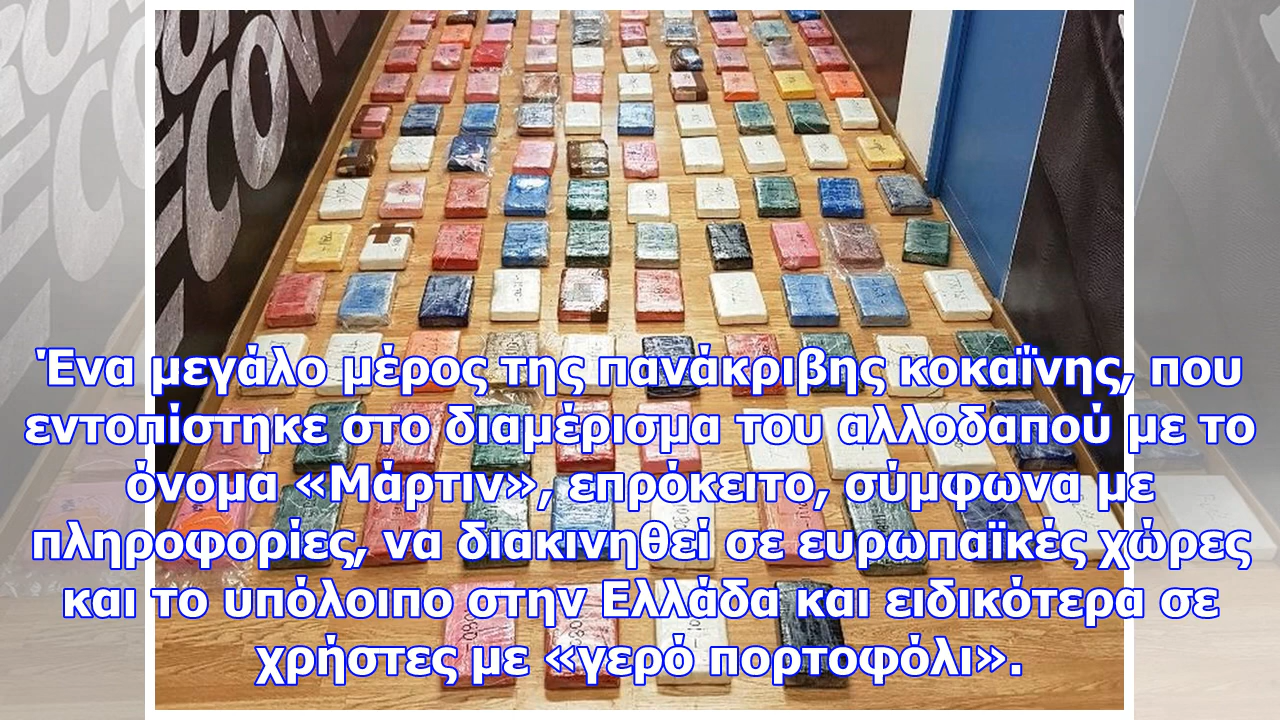 Ένα μεγάλο μέρος της πανάκριβης κοκαΐνης, που
εντοπίστηκε στο διαμέρισμα του αλλοδαπού με το
όνομα «Μάρτιν», επρόκειτο, σύμφωνα με
πληροφορίες, να διακινηθεί σε ευρωπαϊκές χώρες
και το υπόλοιπο στην Ελλάδα και ειδικότερα σε
χρήστες με «γερό πορτοφόλι».